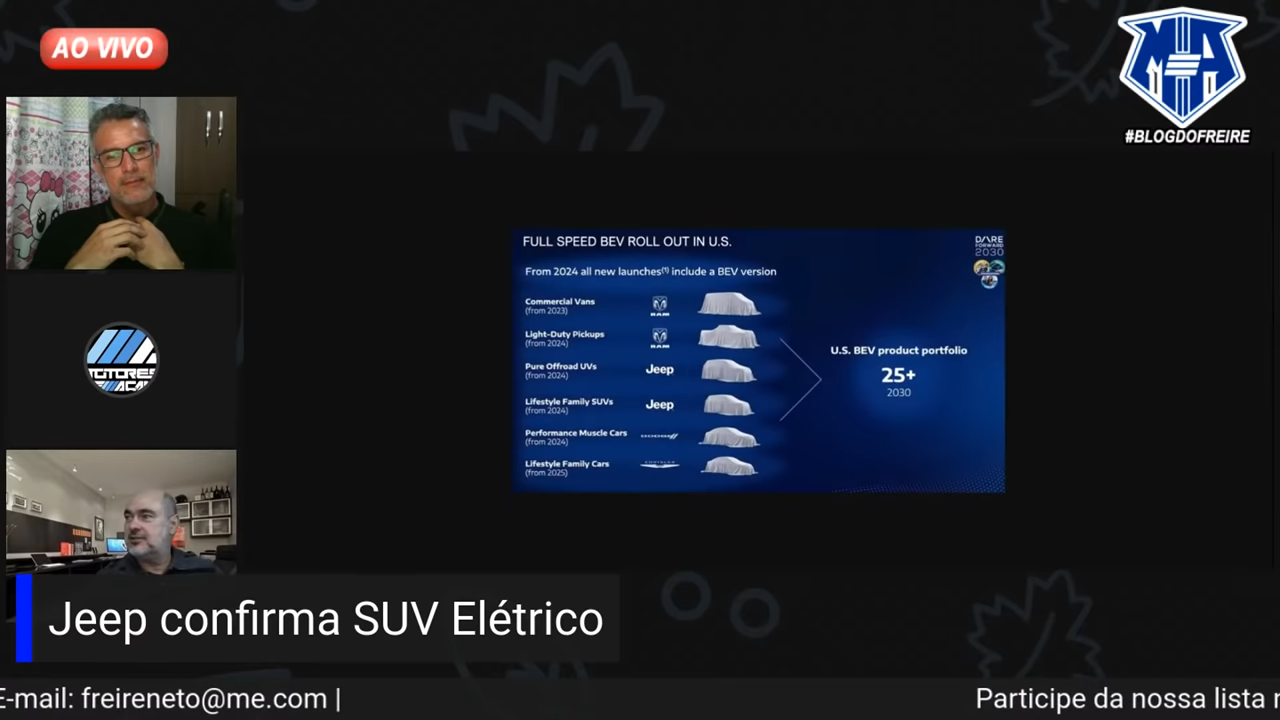 AO VIVO
#BLOGDOFREIRE
FULL SPEED BEV ROLL OUT IN U.S.
DARE
FORWARD
2030
From 2024 all new launches(1) include a BEV version
Commercial Vans
(from 2023)
RAM
Light-Duty Pickups
(from 2024)
RAM
Pure Offroad UVs
(from 2024)
Jeep
Lifestyle Family SUVs
(from 2024)
Jeep
Performance Muscle Cars
(from 2024)
DODGE
Lifestyle Family Cars
(from 2025)
U.S. BEV product portfolio
25+
2030
Jeep confirma SUV Elétrico
E-mail: freireneto@me.com |
Participe da nossa lista